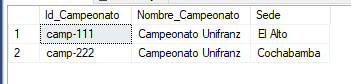 Id_Campeonato Nombre_Campeonato Sede
1 camp-111 Campeonato Unifranz El Alto
2 camp-222 Campeonato Unifranz Cochabamba